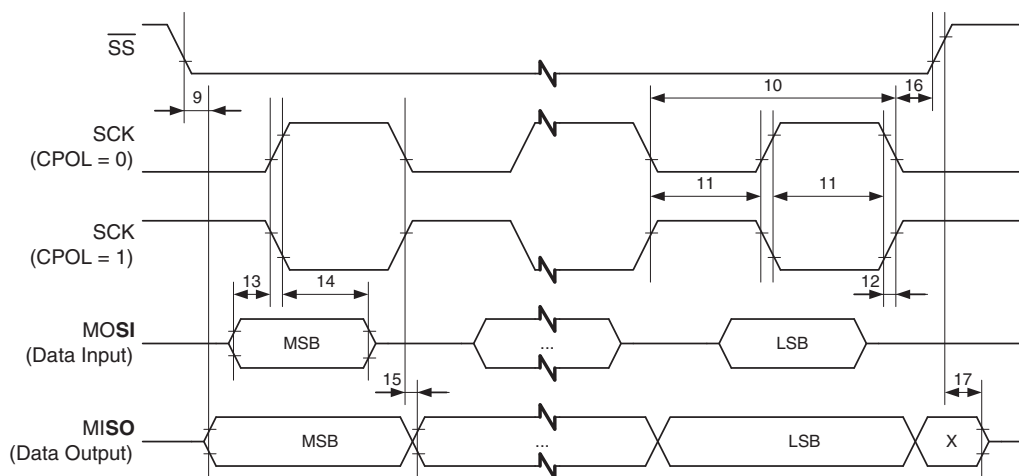 SS
9
10
16
SCK
(CPOL = 0)
11
11
SCK
(CPOL = 1)
12
13
14
MOSI
(Data Input)
MSB
...
LSB
15
17
MISO
(Data Output)
MSB
...
LSB
X